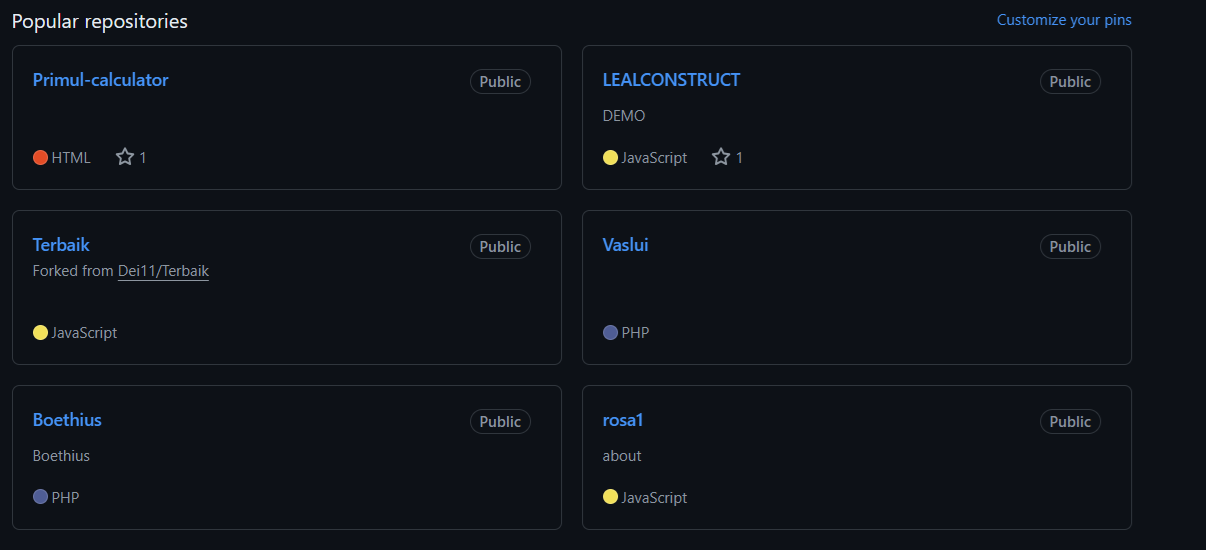 Popular repositories
Customize your pins
Primul-calculator
Public
HTML
1
LEALCONSTRUCT
Public
DEMO
JavaScript
1
Terbaik
Public
Forked from Dei11/Terbaik
JavaScript
Vaslui
Public
PHP
Boethius
Public
Boethius
PHP
rosa1
Public
about
JavaScript